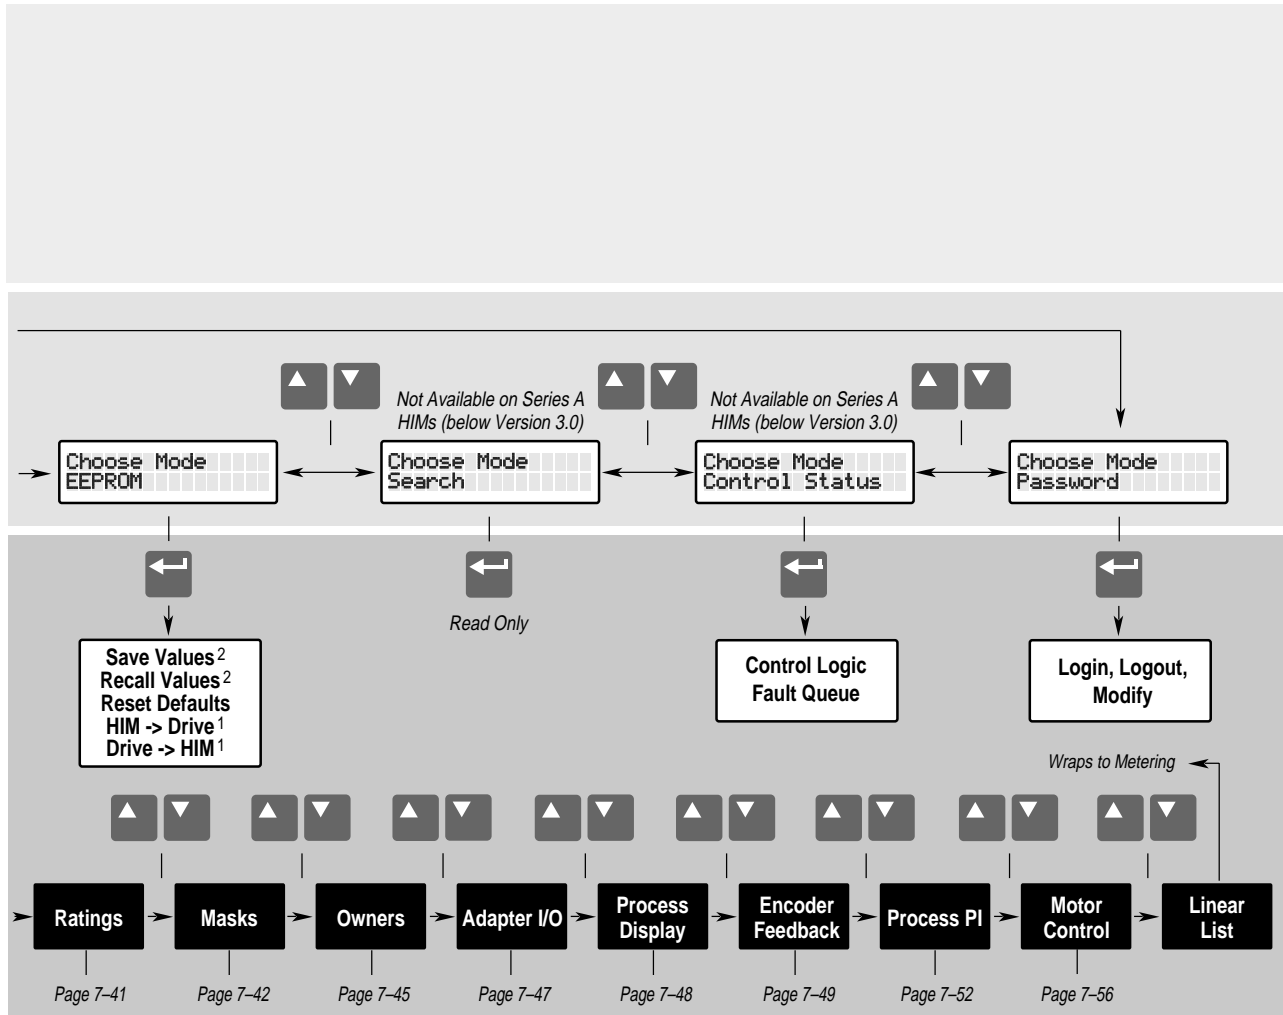 Not Available on Series A
HIMs (below Version 3.0)
Not Available on Series A
HIMs (below Version 3.0)
Choose Mode
EEPROM
Choose Mode
Search
Choose Mode
Control Status
Choose Mode
Password
Read Only
Save Values 2
Recall Values 2
Reset Defaults
HIM -> Drive 1
Drive -> HIM 1
Control Logic
Fault Queue
Login, Logout,
Modify
Wraps to Metering
Ratings
Masks
Owners
Adapter I/O
Process
Display
Encoder
Feedback
Process PI
Motor
Control
Linear
List
Page 7–41
Page 7–42
Page 7–45
Page 7–47
Page 7–48
Page 7–49
Page 7–52
Page 7–56